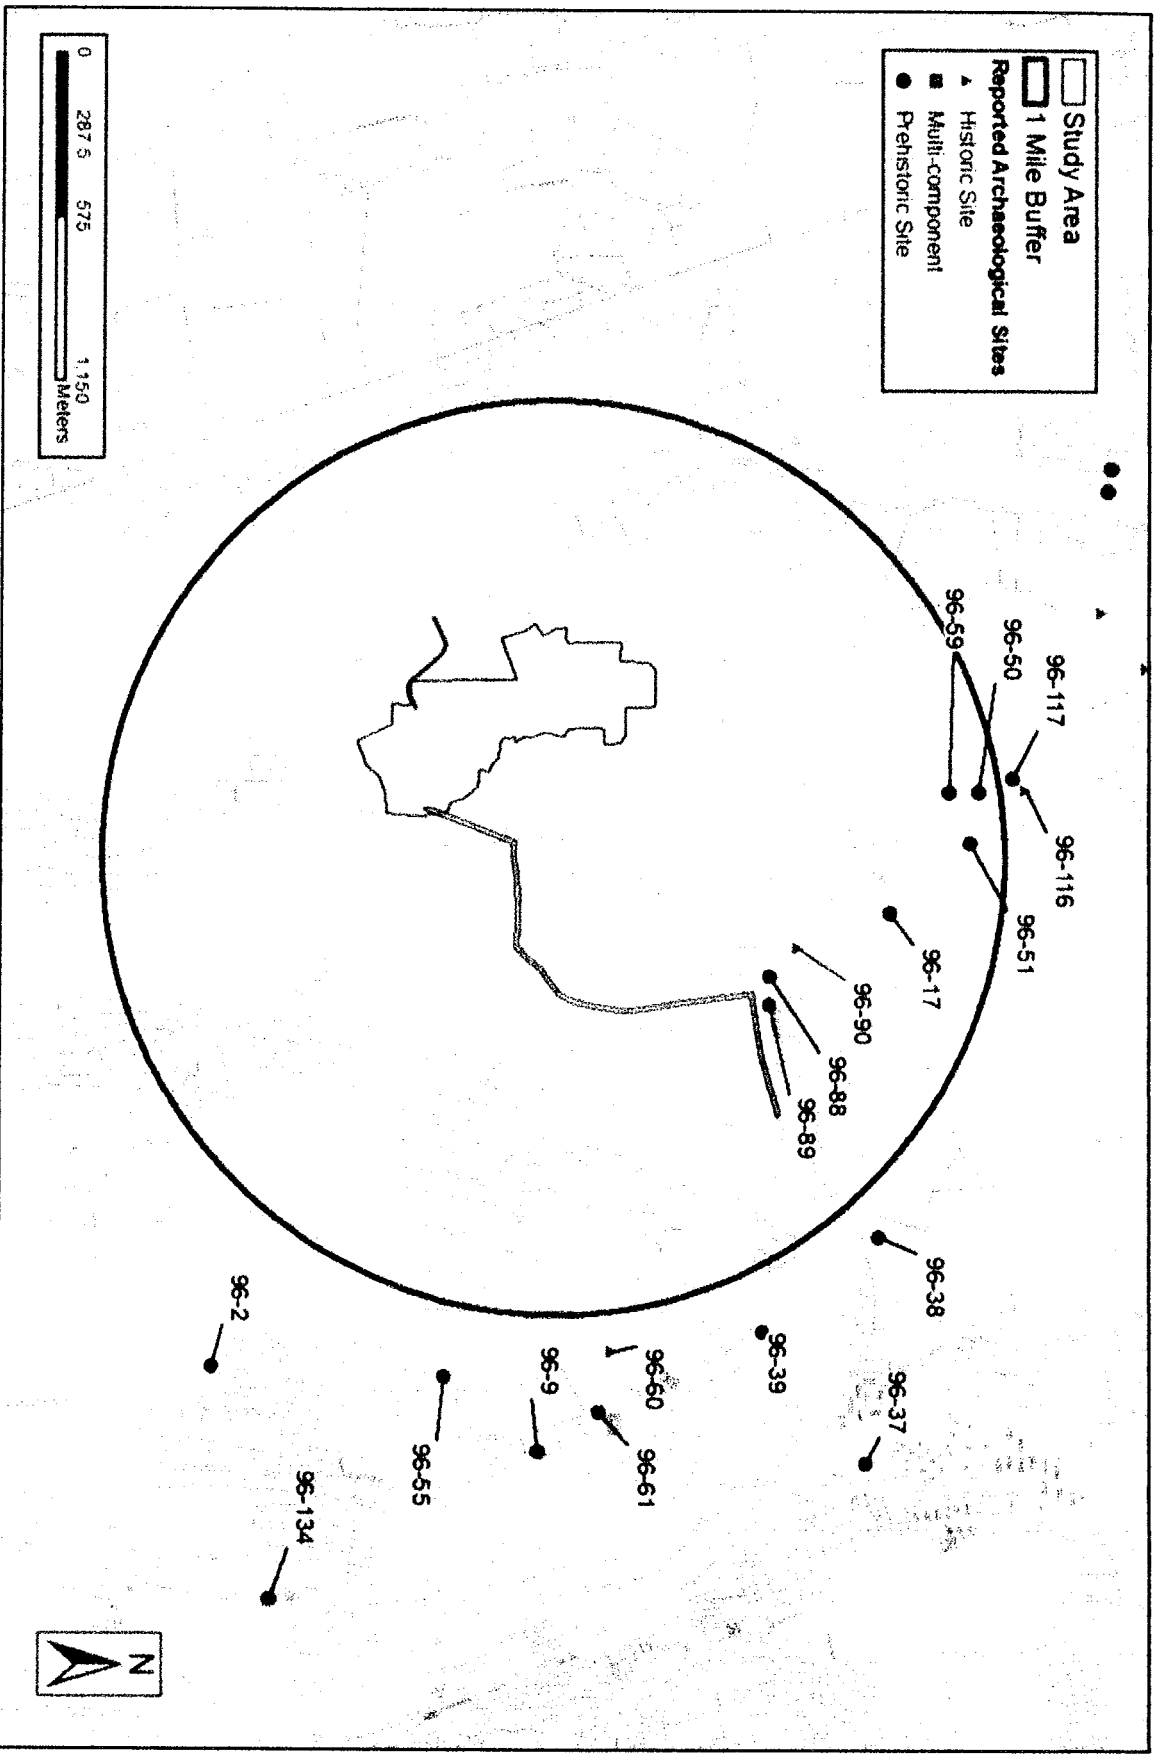 Study Area
1 Mile Buffer
Reported Archaeological Sites
Historic Site
Multi-component
Prehistoric Site
96-117
96-50
96-59
96-116
96-51
96-17
96-90
96-88
96-89
96-38
96-37
96-39
96-60
96-61
96-9
96-55
96-2
96-134
0 287.5 575 1,150
Meters
N